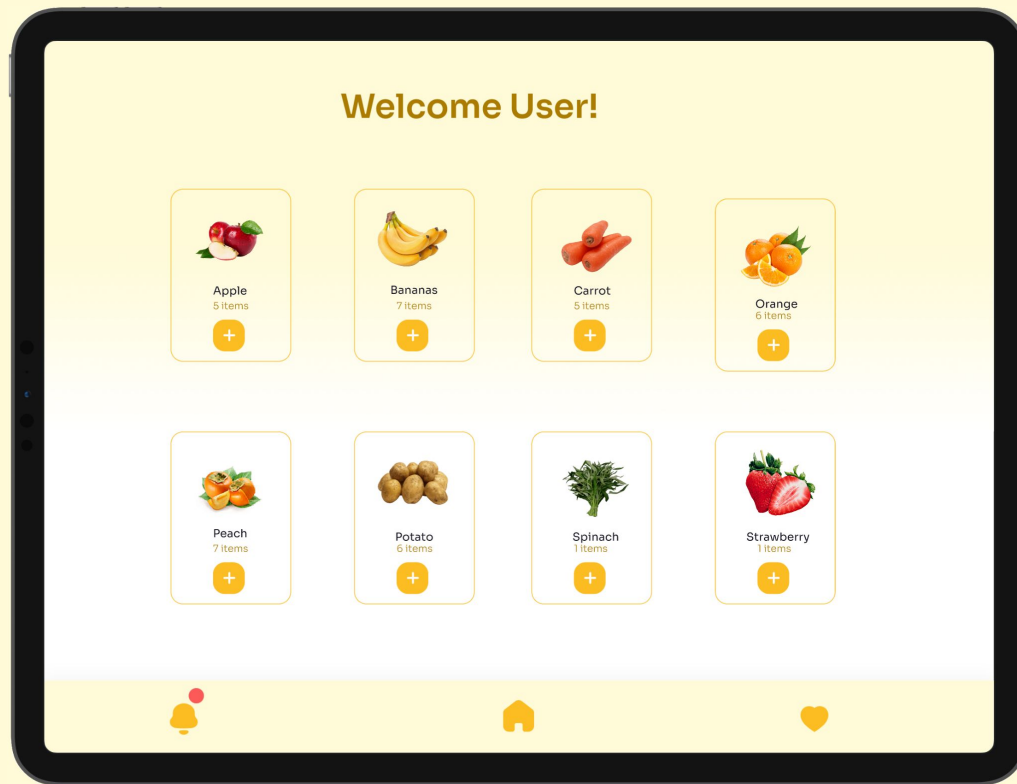 Welcome User!
Apple
5 items
Bananas
7 items
Carrot
5 items
Orange
6 items
Peach
7 items
Potato
6 items
Spinach
1 items
Strawberry
1 items